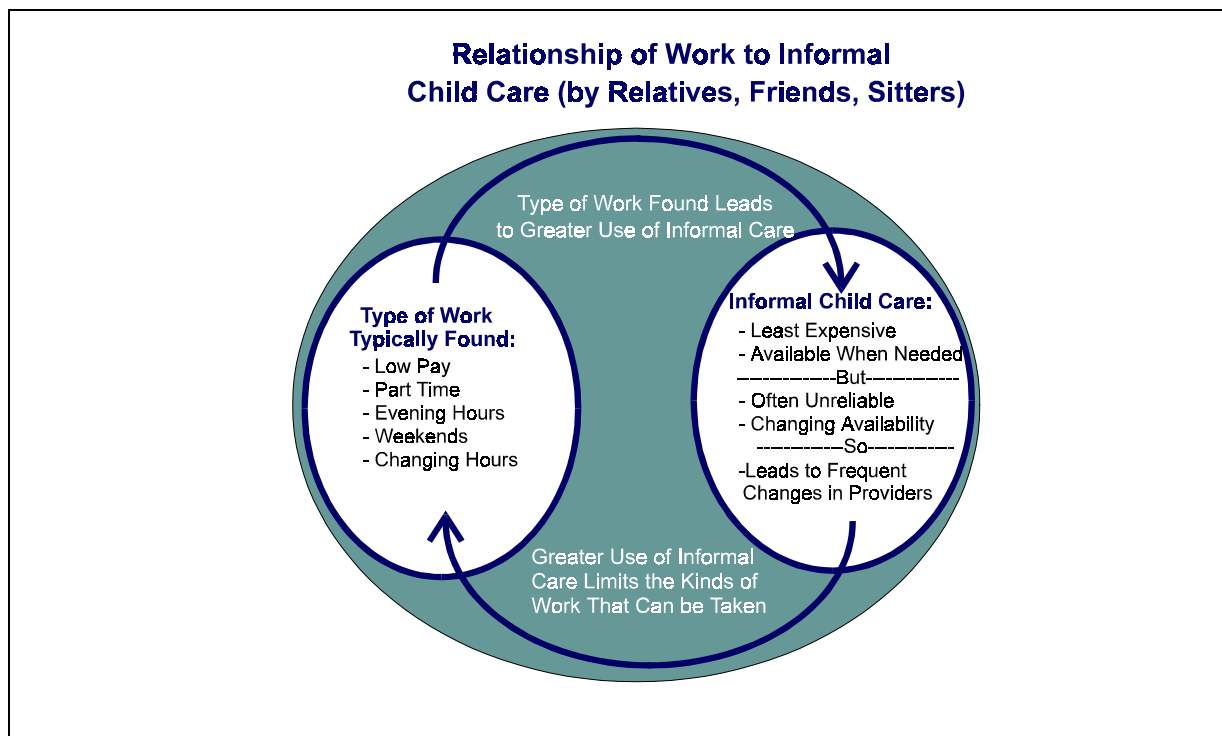 Relationship of Work to Informal
Child Care (by Relatives, Friends, Sitters)
Type of Work Found Leads
to Greater Use of Informal Care
Type of Work
Typically Found:
- Low Pay
- Part Time
- Evening Hours
- Weekends
- Changing Hours
Informal Child Care:
- Least Expensive
- Available When Needed
----------------But---------------
- Often Unreliable
- Changing Availability
--------------So--------------
-Leads to Frequent
Changes in Providers
Greater Use of Informal
Care Limits the Kinds of
Work That Can be Taken